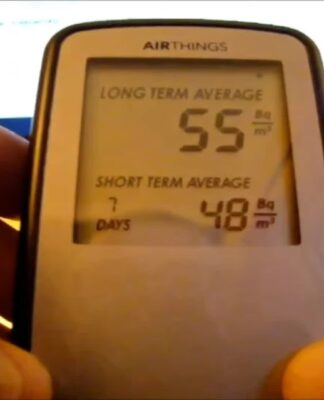 AIRTHINGS
LONG TERM AVERAGE
55 Bq/m³
SHORT TERM AVERAGE
7 DAYS 48 Bq/m³